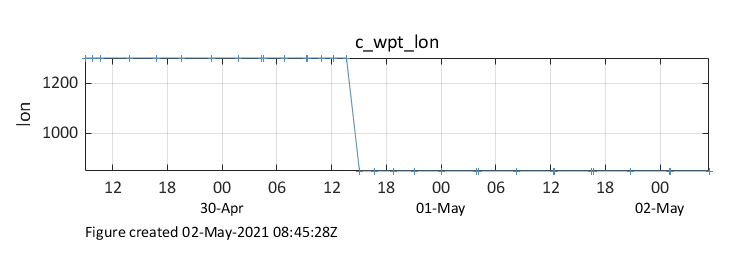 c_wpt_lon
lon
1200
1000
12 18 00 06 12 18 00 06 12 18 00
30-Apr 01-May 02-May
Figure created 02-May-2021 08:45:28Z